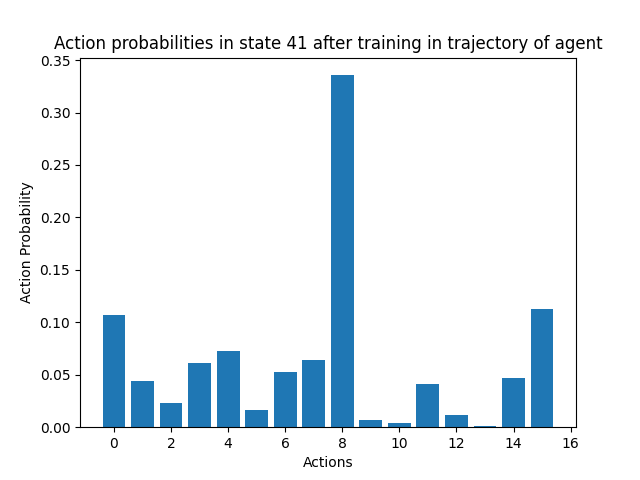 Action probabilities in state 41 after training in trajectory of agent
0.35
0.30
0.25
0.20
0.15
0.10
0.05
0.00
Action Probability
0 2 4 6 8 10 12 14 16
Actions